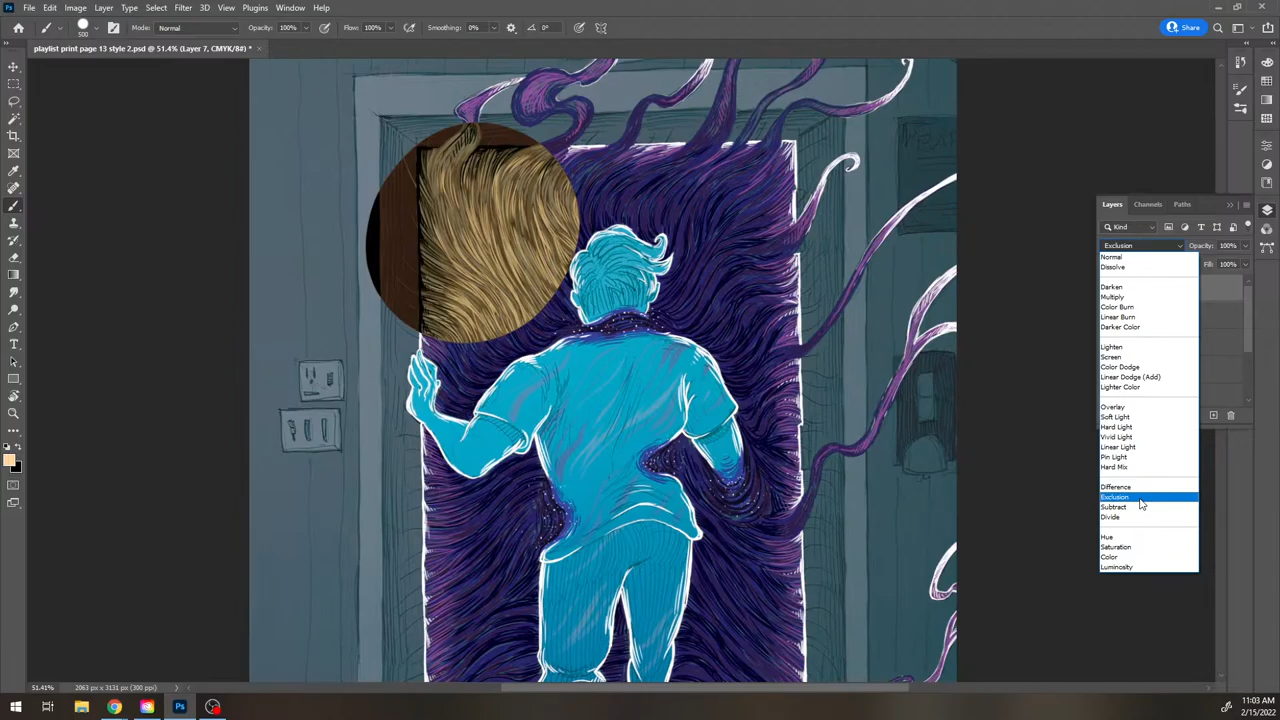 File Edit Image Layer Type Select Filter 3D View Plugins Window Help
500 Mode: Normal Opacity: 100% Flow: 100% Smoothing: 0% 0° Share
playlist print page 13 style 2.psd @ 51.4% (Layer 7, CMYK/8#) * ×
Layers Channels Paths
Kind
Exclusion Opacity: 100%
Fill: 100%
Normal
Dissolve
Darken
Multiply
Color Burn
Linear Burn
Darker Color
Lighten
Screen
Color Dodge
Linear Dodge (Add)
Lighter Color
Overlay
Soft Light
Hard Light
Vivid Light
Linear Light
Pin Light
Hard Mix
Difference
Exclusion
Subtract
Divide
Hue
Saturation
Color
Luminosity
51.41% 2063 px x 3131 px (300 ppi)
Ps
11:03 AM
2/15/2022